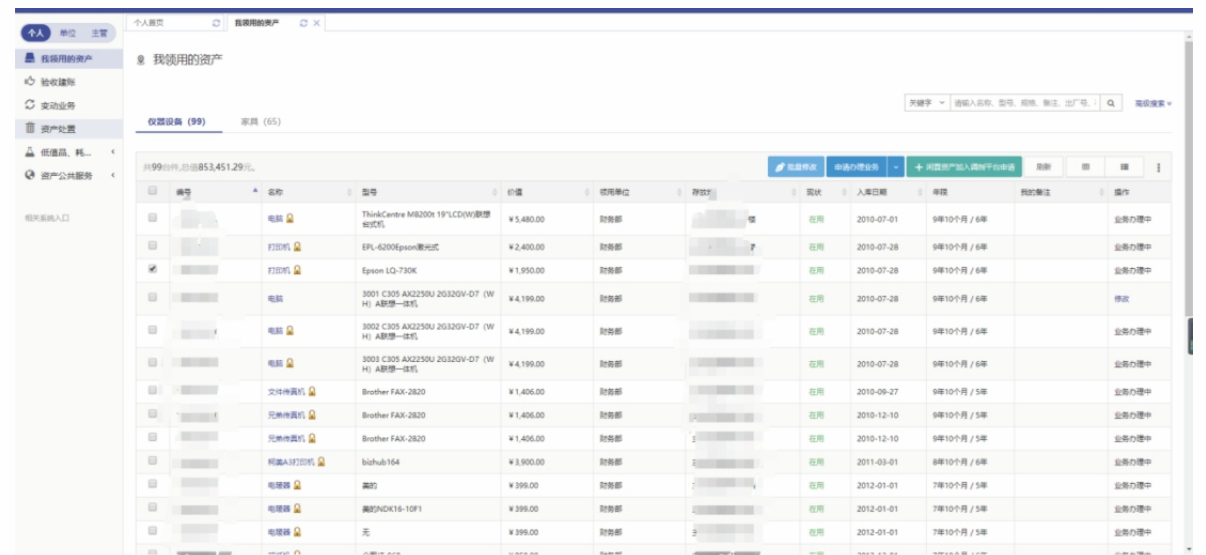 个人首页 我领用的资产
个人 单位 主管
我领用的资产
验收建账
变动业务
资产处置
低值品、耗...
资产公共服务
相关系统入口
我领用的资产
关键字 请输入名称、型号、规格、备注、出厂号、 高级搜索
仪器设备 (99) 家具 (65)
共99台件,总值853,451.29元。 批量修改 申请办理业务 + 闲置资产加入调剂平台申请 刷新
编号 名称 型号 价值 领用单位 存放 现状 入库日期 年限 我的备注 操作
电脑 ThinkCentre M8200t 19"LCD(W)联想台式机 ¥5,480.00 财务部 楼 在用 2010-07-01 9年10个月 / 6年 业务办理中
打印机 EPL-6200Epson激光式 ¥2,400.00 财务部 在用 2010-07-28 9年10个月 / 6年 业务办理中
打印机 Epson LQ-730K ¥1,950.00 财务部 在用 2010-07-28 9年10个月 / 6年 业务办理中
电脑 3001 C305 AX2250U 2G32GV-D7（WH）A联想一体机 ¥4,199.00 财务部 在用 2010-07-28 9年10个月 / 6年 修改
电脑 3002 C305 AX2250U 2G32GV-D7（WH）A联想一体机 ¥4,199.00 财务部 在用 2010-07-28 9年10个月 / 6年 业务办理中
电脑 3003 C305 AX2250U 2G32GV-D7（WH）A联想一体机 ¥4,199.00 财务部 在用 2010-07-28 9年10个月 / 6年 业务办理中
文件传真机 Brother FAX-2820 ¥1,406.00 财务部 在用 2010-09-27 9年10个月 / 5年 业务办理中
兄弟传真机 Brother FAX-2820 ¥1,406.00 财务部 在用 2010-12-10 9年10个月 / 5年 业务办理中
兄弟传真机 Brother FAX-2820 ¥1,406.00 财务部 在用 2010-12-10 9年10个月 / 5年 业务办理中
柯美A3打印机 bizhub164 ¥3,900.00 财务部 在用 2011-03-01 8年10个月 / 6年 业务办理中
电暖器 美的 ¥399.00 财务部 在用 2012-01-01 7年10个月 / 5年 业务办理中
电暖器 美的NDK16-10F1 ¥399.00 财务部 在用 2012-01-01 7年10个月 / 5年 业务办理中
电暖器 无 ¥399.00 财务部 在用 2012-01-01 7年10个月 / 5年 业务办理中